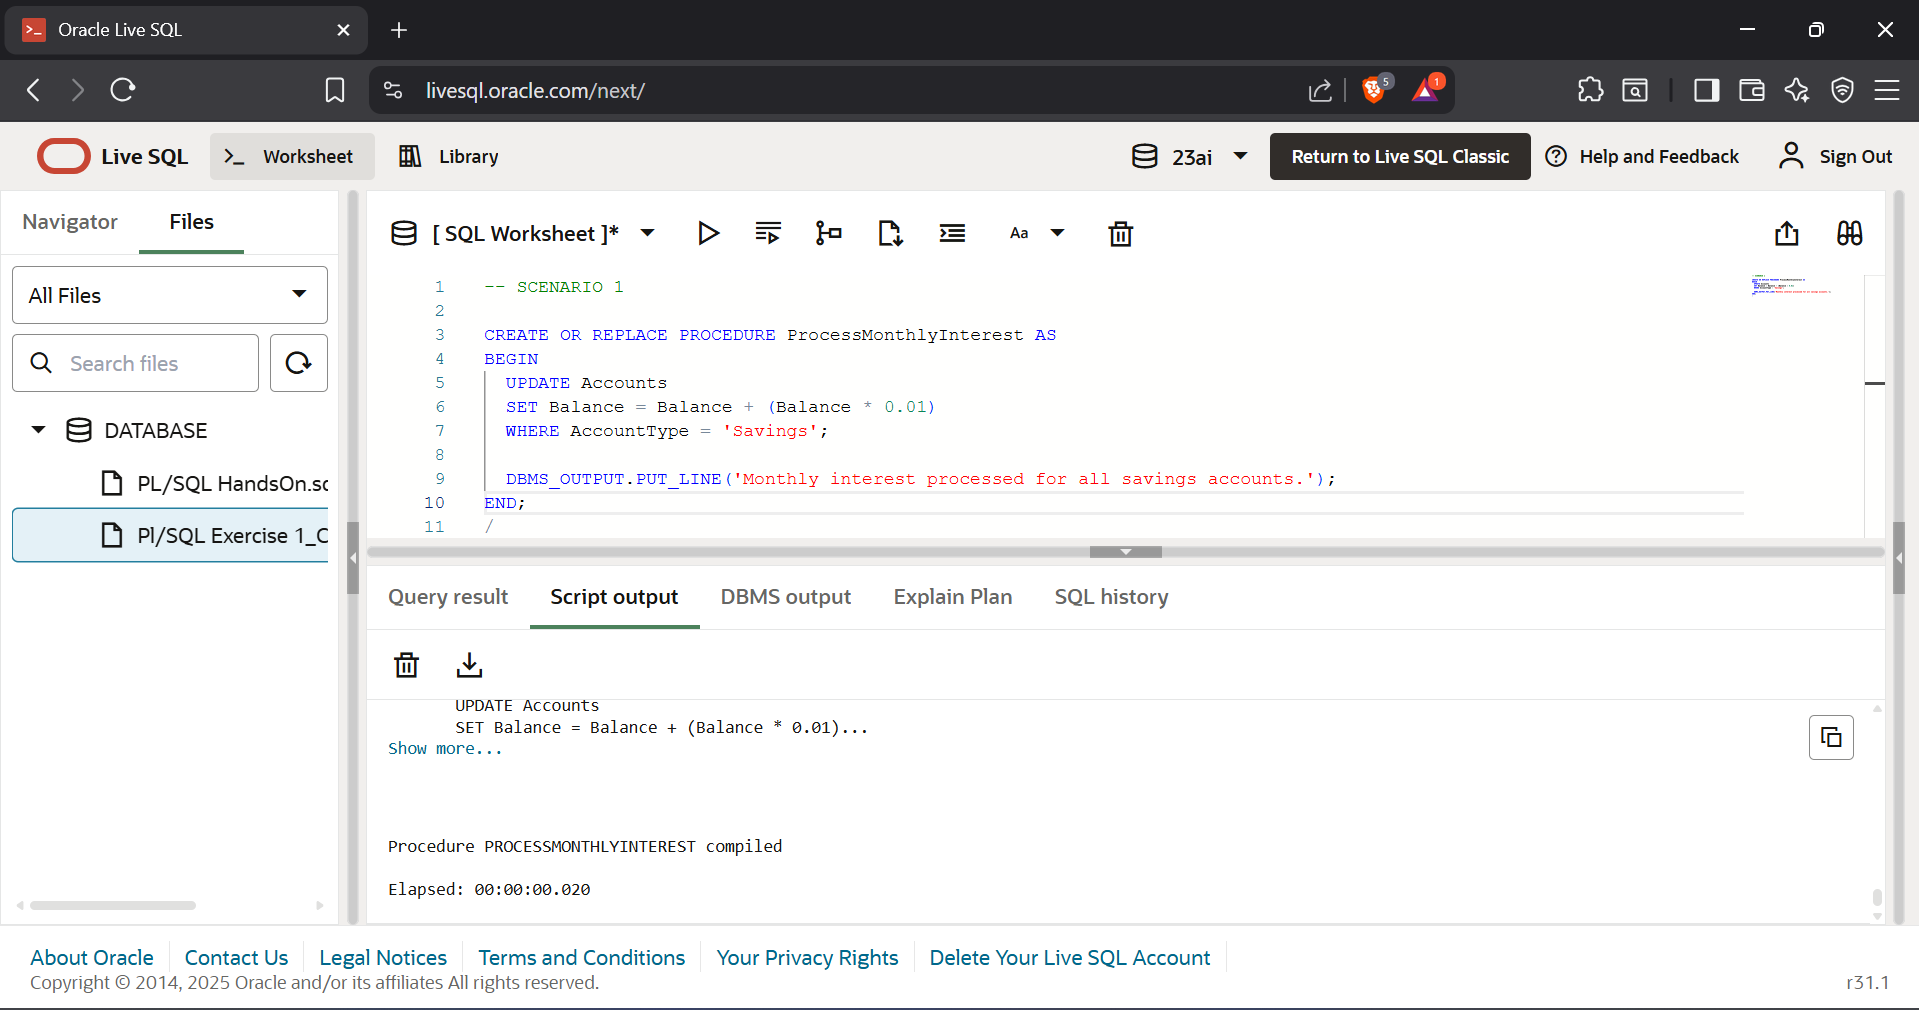 Oracle Live SQL
livesql.oracle.com/next/
5
1
Live SQL
Worksheet
Library
23ai
Return to Live SQL Classic
Help and Feedback
Sign Out
Navigator
Files
All Files
Search files
DATABASE
PL/SQL HandsOn.sc
Pl/SQL Exercise 1_C
[ SQL Worksheet ]*
Aa
1 -- SCENARIO 1
2
3 CREATE OR REPLACE PROCEDURE ProcessMonthlyInterest AS
4 BEGIN
5 UPDATE Accounts
6 SET Balance = Balance + (Balance * 0.01)
7 WHERE AccountType = 'Savings';
8
9 DBMS_OUTPUT.PUT_LINE('Monthly interest processed for all savings accounts.');
10 END;
11 /
Query result
Script output
DBMS output
Explain Plan
SQL history
UPDATE Accounts
SET Balance = Balance + (Balance * 0.01)...
Show more...
Procedure PROCESSMONTHLYINTEREST compiled
Elapsed: 00:00:00.020
About Oracle
Contact Us
Legal Notices
Terms and Conditions
Your Privacy Rights
Delete Your Live SQL Account
Copyright © 2014, 2025 Oracle and/or its affiliates All rights reserved.
r31.1